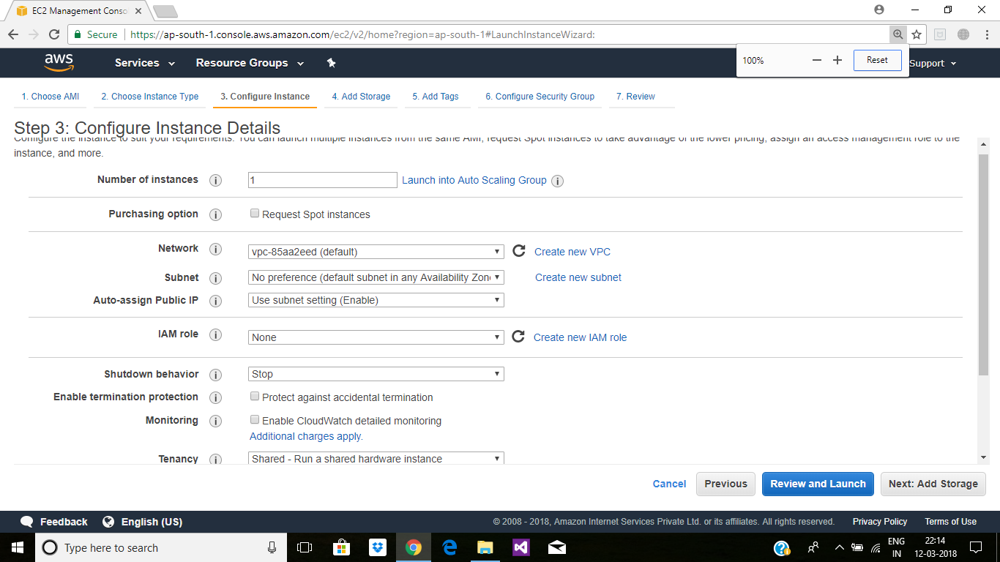 EC2 Management Conso
Secure
https://ap-south-1.console.aws.amazon.com/ec2/v2/home?region=ap-south-1#LaunchInstanceWizard:
100%
Reset
aws
Services
Resource Groups
Support
1. Choose AMI
2. Choose Instance Type
3. Configure Instance
4. Add Storage
5. Add Tags
6. Configure Security Group
7. Review
Step 3: Configure Instance Details
Configure the instance to suit your requirements. You can launch multiple instances from the same AMI, request Spot instances to take advantage of the lower pricing, assign an access management role to the
instance, and more.
Number of instances
1
Launch into Auto Scaling Group
Purchasing option
Request Spot instances
Network
vpc-85aa2eed (default)
Create new VPC
Subnet
No preference (default subnet in any Availability Zon
Create new subnet
Auto-assign Public IP
Use subnet setting (Enable)
IAM role
None
Create new IAM role
Shutdown behavior
Stop
Enable termination protection
Protect against accidental termination
Monitoring
Enable CloudWatch detailed monitoring
Additional charges apply.
Tenancy
Shared - Run a shared hardware instance
Cancel
Previous
Review and Launch
Next: Add Storage
Feedback
English (US)
© 2008 - 2018, Amazon Internet Services Private Ltd. or its affiliates. All rights reserved.
Privacy Policy
Terms of Use
Type here to search
ENG
IN
22:14
12-03-2018